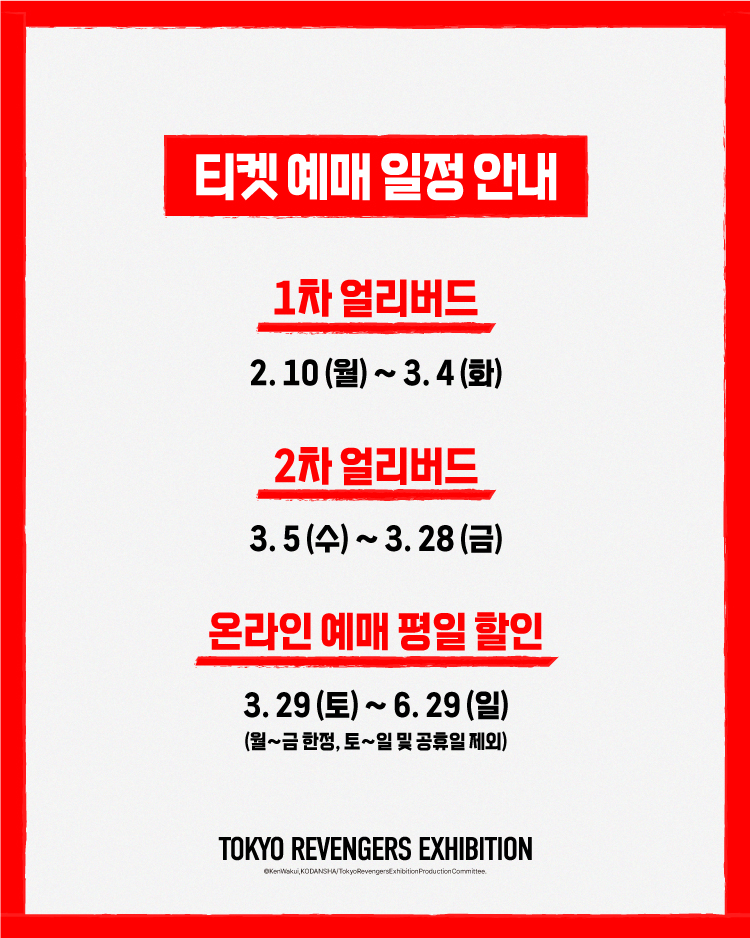 티켓 예매 일정 안내
1차 얼리버드
2. 10 (월) ~ 3. 4 (화)
2차 얼리버드
3. 5 (수) ~ 3. 28 (금)
온라인 예매 평일 할인
3. 29 (토) ~ 6. 29 (일)
(월~금 한정, 토~일 및 공휴일 제외)
TOKYO REVENGERS EXHIBITION
©KenWakui,KODANSHA/TokyoRevengersExhibitionProductionCommittee.